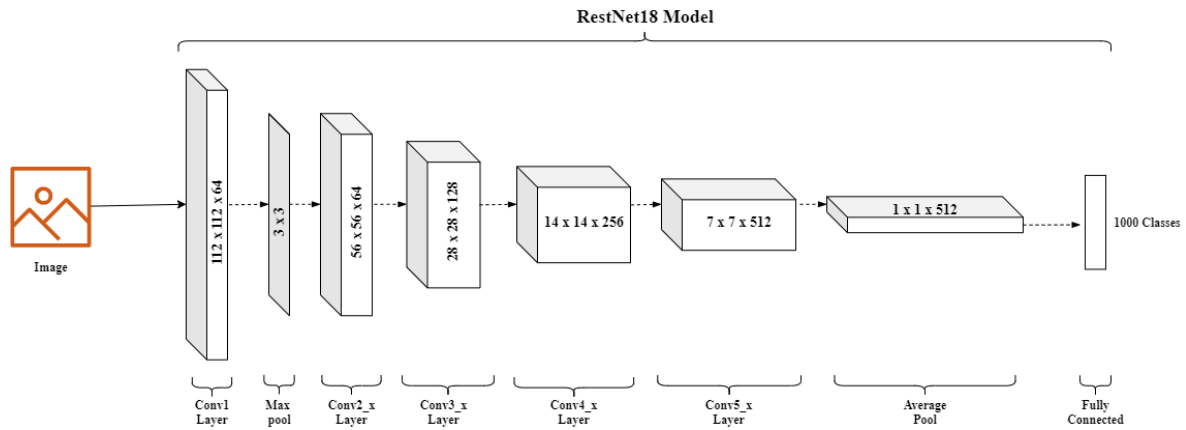 RestNet18 Model
112 x 112 x 64
3 x 3
56 x 56 x 64
28 x 28 x 128
14 x 14 x 256
7 x 7 x 512
1 x 1 x 512
1000 Classes
Image
Conv1
Layer
Max
pool
Conv2_x
Layer
Conv3_x
Layer
Conv4_x
Layer
Conv5_x
Layer
Average
Pool
Fully
Connected